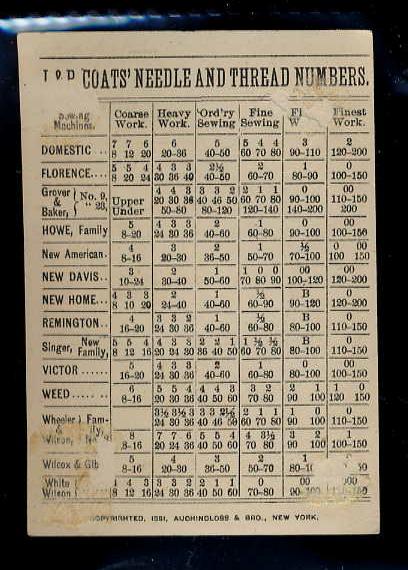 COATS' NEEDLE AND THREAD NUMBERS.
Sewing Machines. Coarse Work. Heavy Work. Ord'ry Sewing Fine Sewing Finest Work.
DOMESTIC... 7 7 6 6 5 5 4 4 3 2
8 12 20 20-36 40-50 60 70 80 90-110 120-200
FLORENCE.... 5 5 4 4 3 3 2½ 2 1 0
8 20 24 30 36 40 40-50 60-70 80-90 100-150
Grover & Baker, No. 9, " 23, 4 4 3 3 3 2 2 1 1 0 00
Upper 20 30 36 40 46 50 60 70 80 90-100 110-150
Under 50-80 80-120 120-140 140-200 200
HOWE, Family 5 4 4 3 2 1 0 00
8-20 24 30 36 40-60 60-80 90-100 100-150
New American. 4 3 2 1 ½ 0 00
8-16 20-30 36-50 50-70 70-100 100 150
NEW DAVIS.. 3 2 1 1 0 0 00 00
10-24 30-40 40-50 70 80 90 100-120 120-200
NEW HOME... 4 3 3 2 1 ½ B 0
8 10 20 24-40 40-60 60-90 90-120 120-200
REMINGTON.. 4 3 3 2 1 ½ B 0
16-20 24 30 36 40-60 60-80 80-100 110-150
Singer, New Family, 5 5 4 4 3 3 2 2 1 1 ½ ½ B 0
8 12 16 20 24 30 36 40 50 60 70 80 80-100 110-150
VICTOR..... 5 4 3 3 2 1 0 0
16-20 24 30 36 40-60 60-80 80-100 100-150
WEED ..... 6 5 5 4 4 4 3 3 2 2 1 1 0
8-16 20 30 36 40 50 60 70 80 90 100 120 150
Wheeler & Wilson, Family, 3½ 3½ 3 3 3 2½ 2 1 1 1 0 0
24 30 36 40 46 50 60 70 80 90 100 110-150
8 7 7 6 5 5 4 4 3½ 3 2 1
8-16 20 24 36 40 50 60 70 80 90 100 100-150
Wilcox & Gib 5 4 3 2 1
8-16 20-30 36-50 50-70
White 4 3 3 3 2 2 1 1 0 00
Wilson 8 12 16 24 30 36 40 50 60 70-80
COPYRIGHTED, 1881, AUCHINCLOSS & BRO., NEW YORK.